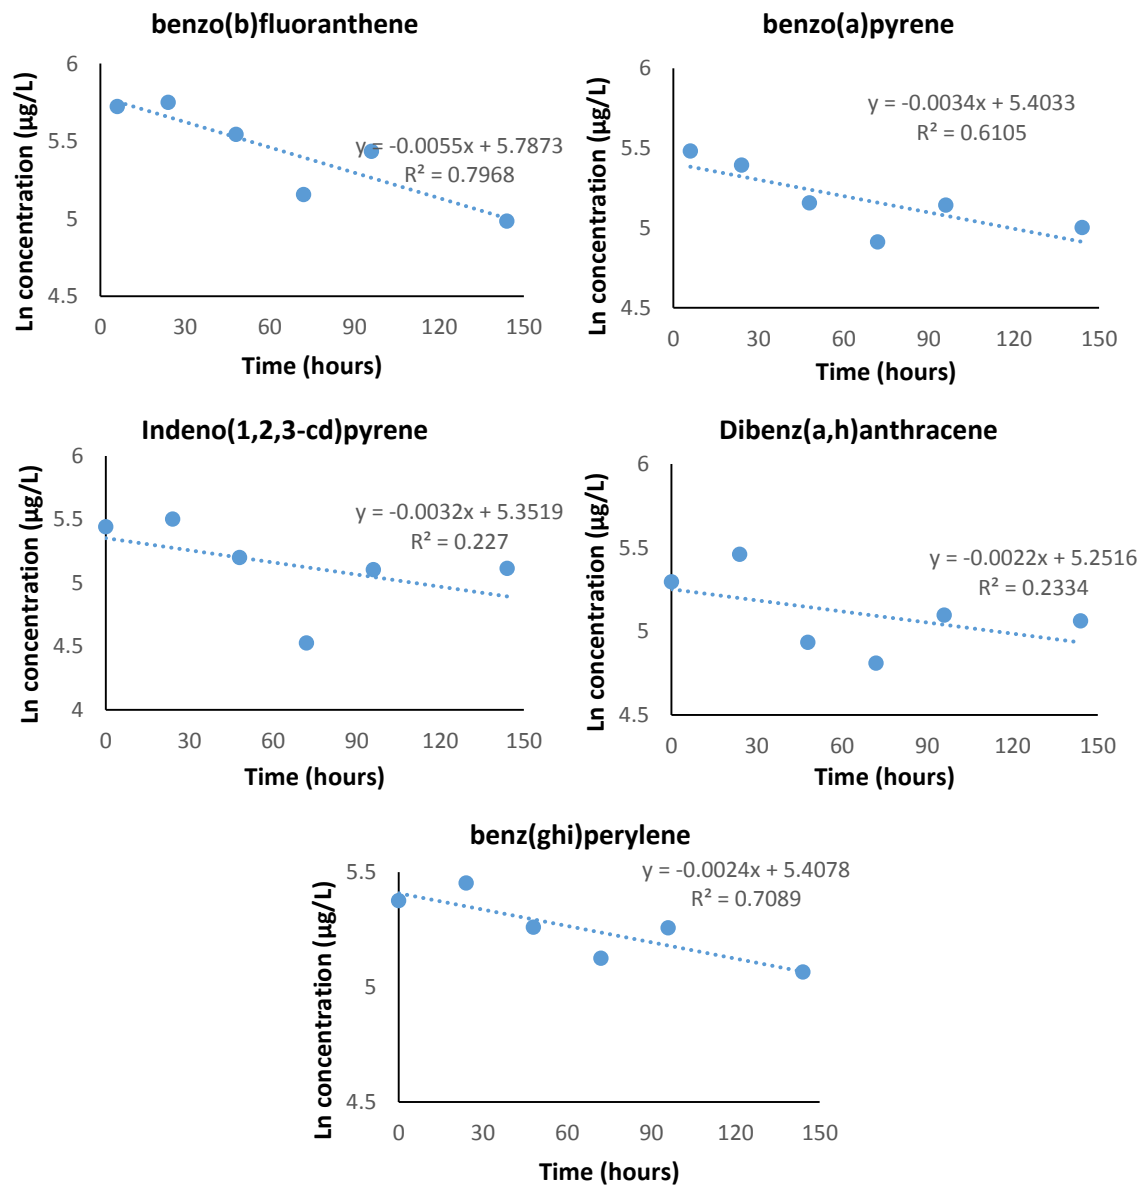 benzo(b)fluoranthene
Ln concentration (µg/L)
6
5.5
5
4.5
y = -0.0055x + 5.7873
R² = 0.7968
0 30 60 90 120 150
Time (hours)
benzo(a)pyrene
Ln concentration (µg/L)
6
5.5
5
4.5
y = -0.0034x + 5.4033
R² = 0.6105
0 30 60 90 120 150
Time (hours)
Indeno(1,2,3-cd)pyrene
Ln concentration (µg/L)
6
5.5
5
4.5
4
y = -0.0032x + 5.3519
R² = 0.227
0 30 60 90 120 150
Time (hours)
Dibenz(a,h)anthracene
Ln concentration (µg/L)
6
5.5
5
4.5
y = -0.0022x + 5.2516
R² = 0.2334
0 30 60 90 120 150
Time (hours)
benz(ghi)perylene
Ln concentration (µg/L)
5.5
5
4.5
y = -0.0024x + 5.4078
R² = 0.7089
0 30 60 90 120 150
Time (hours)